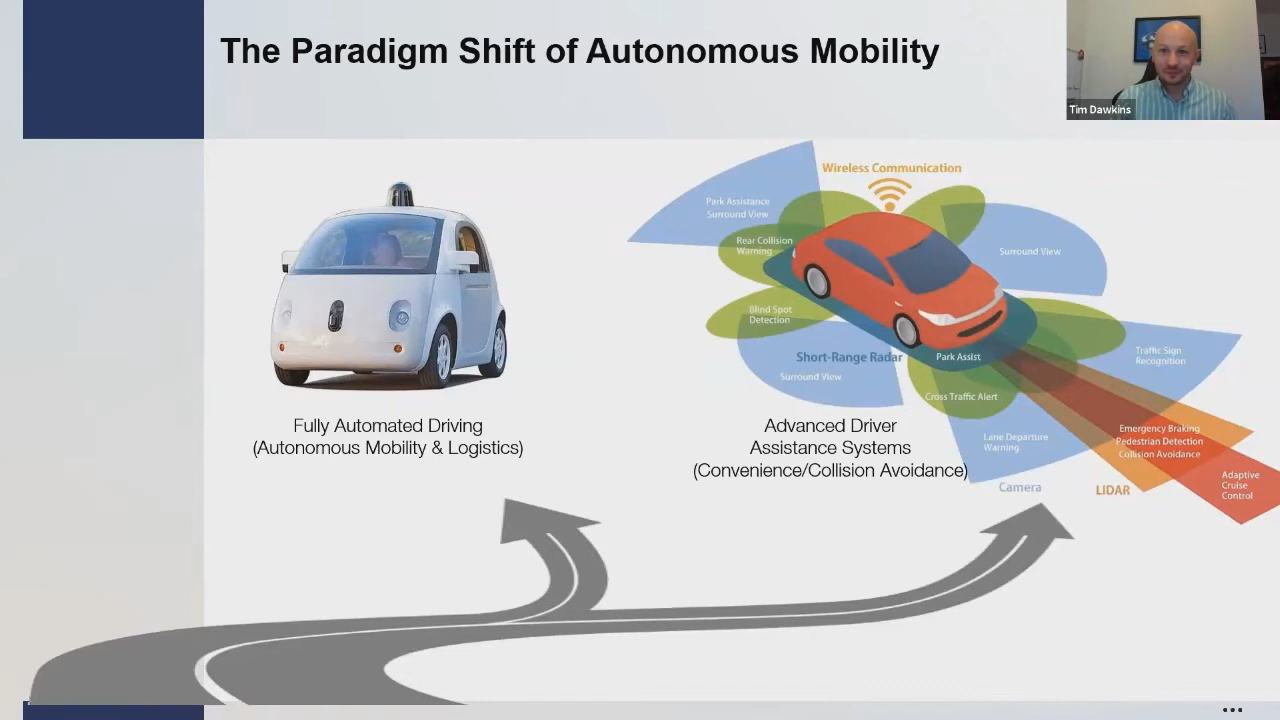 The Paradigm Shift of Autonomous Mobility
Tim Dawkins
Wireless Communication
Park Assistance
Surround View
Rear Collision
Warning
Surround View
Blind Spot
Detection
Short-Range Radar
Park Assist
Traffic Sign
Recognition
Surround View
Cross Traffic Alert
Fully Automated Driving
(Autonomous Mobility & Logistics)
Advanced Driver
Assistance Systems
(Convenience/Collision Avoidance)
Lane Departure
Warning
Emergency Braking
Pedestrian Detection
Collision Avoidance
Adaptive
Cruise
Control
Camera
LIDAR